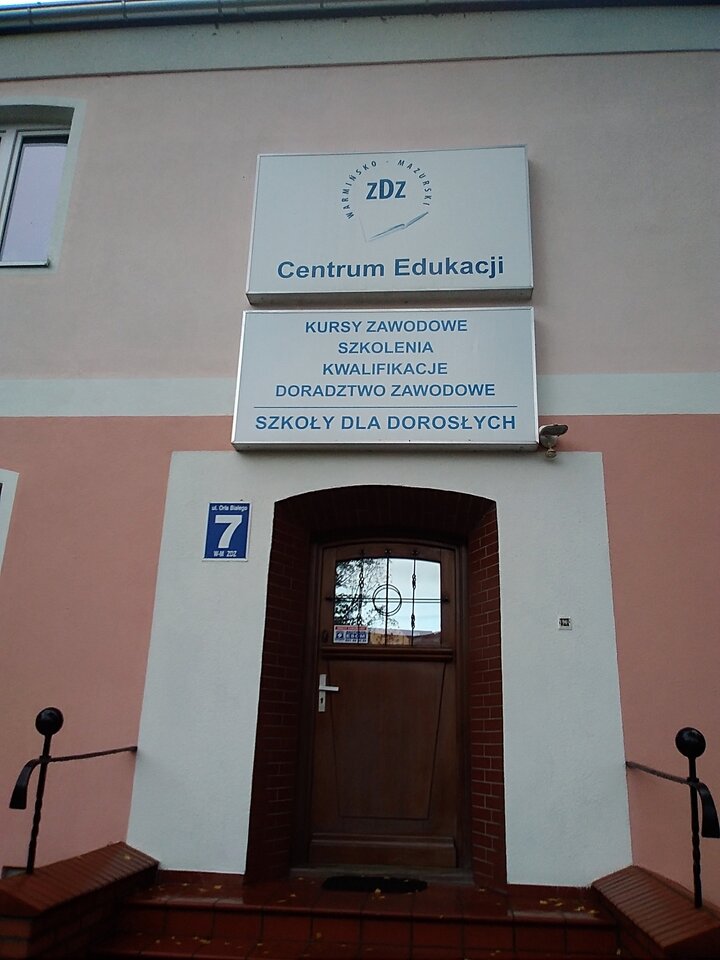 WARMIŃSKO - MAZURSKI
ZDZ
Centrum Edukacji
KURSY ZAWODOWE
SZKOLENIA
KWALIFIKACJE
DORADZTWO ZAWODOWE
SZKOŁY DLA DOROSŁYCH
ul. Orła Białego
7
W-M ZDZ